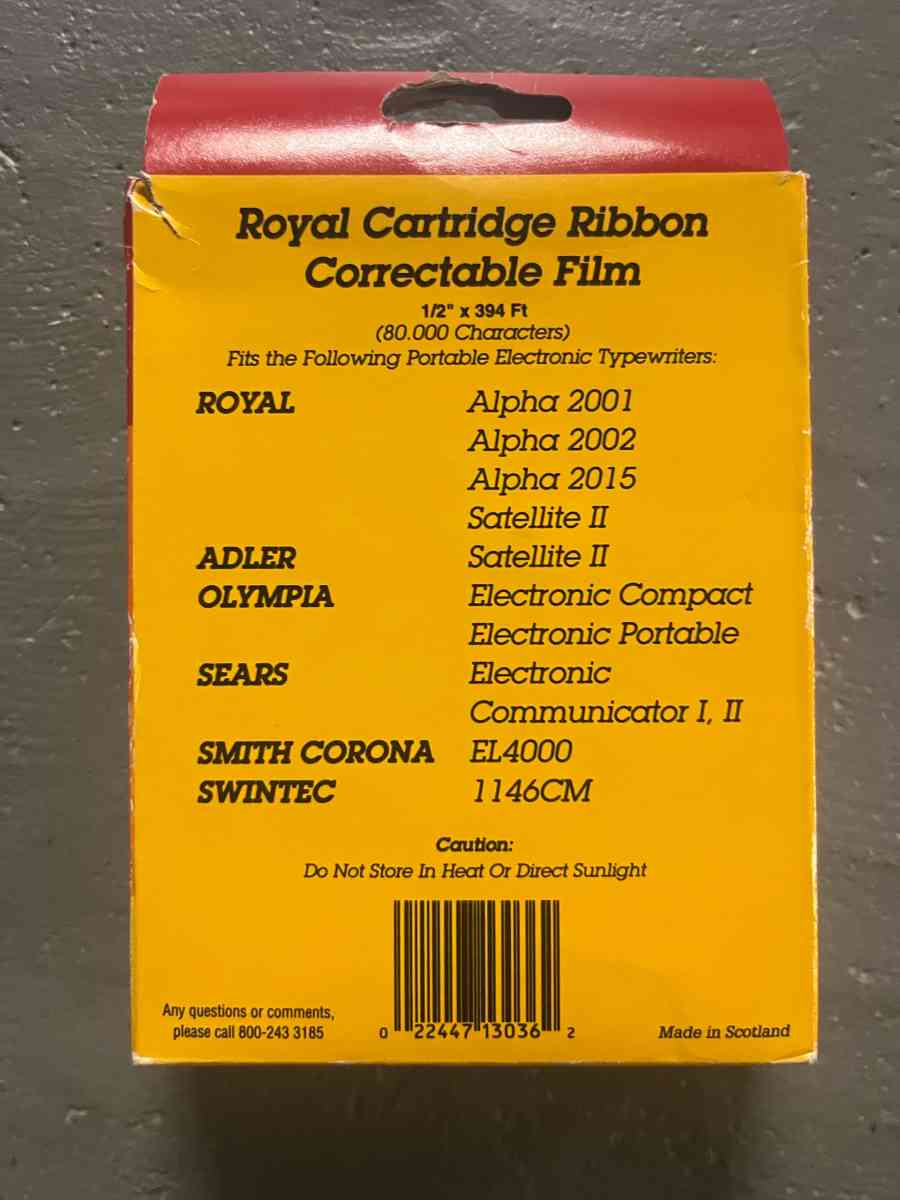 Royal Cartridge Ribbon
Correctable Film
1/2" x 394 Ft
(80.000 Characters)
Fits the Following Portable Electronic Typewriters:
ROYAL Alpha 2001
Alpha 2002
Alpha 2015
Satellite II
ADLER Satellite II
OLYMPIA Electronic Compact
Electronic Portable
SEARS Electronic
Communicator I, II
SMITH CORONA EL4000
SWINTEC 1146CM
Caution:
Do Not Store In Heat Or Direct Sunlight
Any questions or comments,
please call 800-243 3185
0 22447 13036 2
Made in Scotland